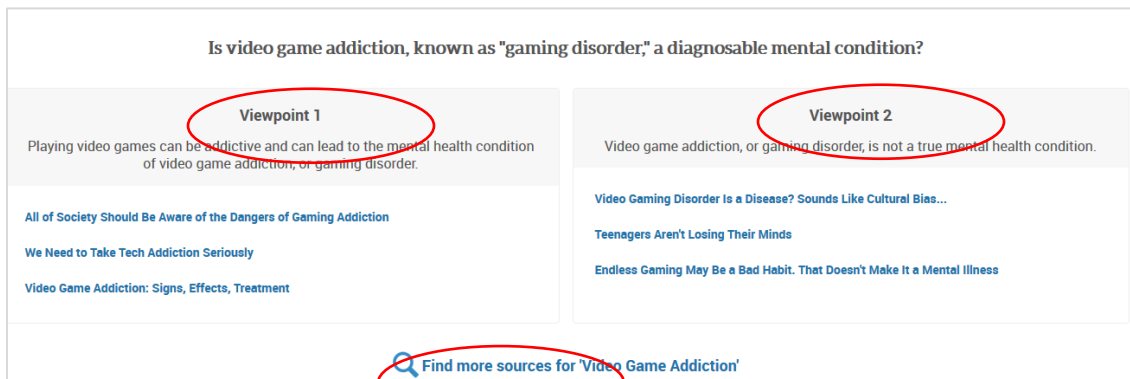 Is video game addiction, known as "gaming disorder," a diagnosable mental condition?
Viewpoint 1
Playing video games can be addictive and can lead to the mental health condition
of video game addiction, or gaming disorder.
All of Society Should Be Aware of the Dangers of Gaming Addiction
We Need to Take Tech Addiction Seriously
Video Game Addiction: Signs, Effects, Treatment
Viewpoint 2
Video game addiction, or gaming disorder, is not a true mental health condition.
Video Gaming Disorder Is a Disease? Sounds Like Cultural Bias...
Teenagers Aren't Losing Their Minds
Endless Gaming May Be a Bad Habit. That Doesn't Make It a Mental Illness
Find more sources for 'Video Game Addiction'